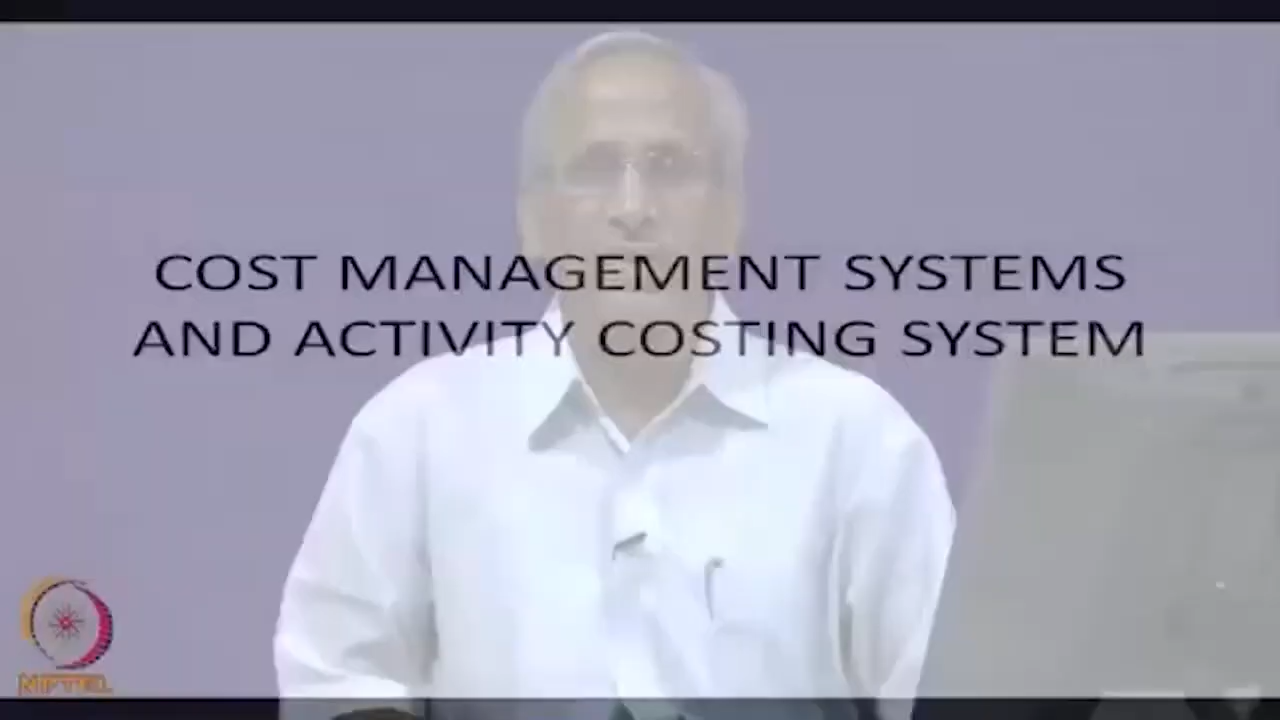 COST MANAGEMENT SYSTEMS
AND ACTIVITY COSTING SYSTEM
NPTEL